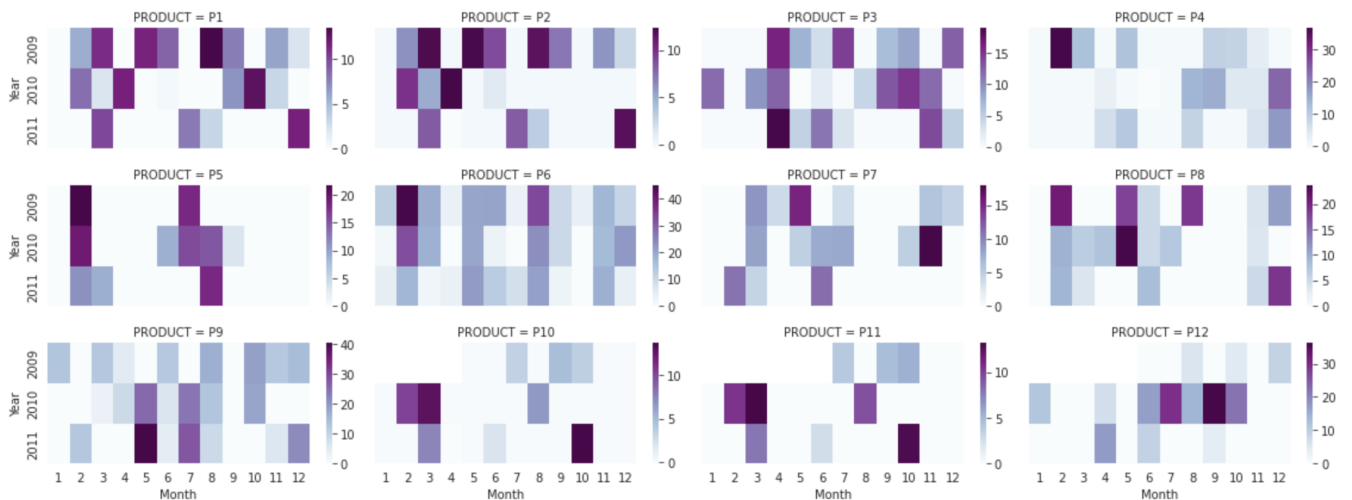 PRODUCT = P1
PRODUCT = P2
PRODUCT = P3
PRODUCT = P4
Year
2009
2010
2011
10
5
0
10
5
0
15
10
5
0
30
20
10
0
PRODUCT = P5
PRODUCT = P6
PRODUCT = P7
PRODUCT = P8
Year
2009
2010
2011
20
15
10
5
0
40
30
20
10
0
15
10
5
0
20
15
10
5
0
PRODUCT = P9
PRODUCT = P10
PRODUCT = P11
PRODUCT = P12
Year
2009
2010
2011
40
30
20
10
0
10
5
0
10
5
0
30
20
10
0
1 2 3 4 5 6 7 8 9 10 11 12
1 2 3 4 5 6 7 8 9 10 11 12
1 2 3 4 5 6 7 8 9 10 11 12
1 2 3 4 5 6 7 8 9 10 11 12
Month
Month
Month
Month